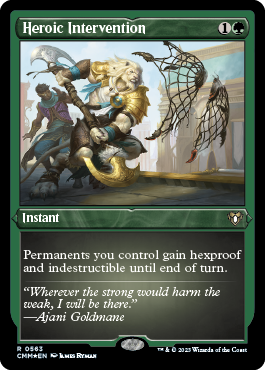 Heroic Intervention 1
Instant
Permanents you control gain hexproof
and indestructible until end of turn.
“Wherever the strong would harm the
weak, I will be there.”
—Ajani Goldmane
R 0563
CMM★EN James Ryman
™ & © 2023 Wizards of the Coast